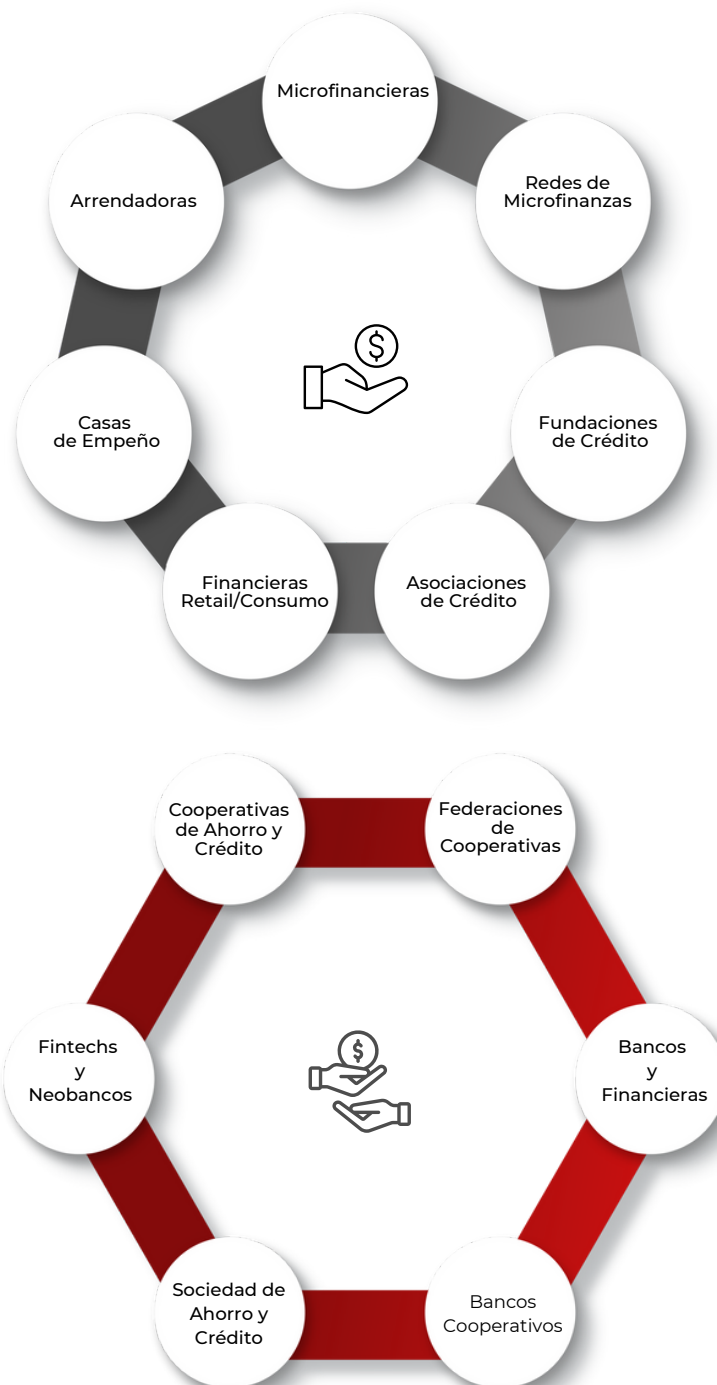 Microfinancieras
Redes de
Microfinanzas
Arrendadoras
Casas
de Empeño
Fundaciones
de Crédito
Financieras
Retail/Consumo
Asociaciones
de Crédito
$
Cooperativas
de Ahorro y
Crédito
Federaciones
de
Cooperativas
Fintechs
y
Neobancos
Bancos
y
Financieras
$
Sociedad de
Ahorro y
Crédito
Bancos
Cooperativos